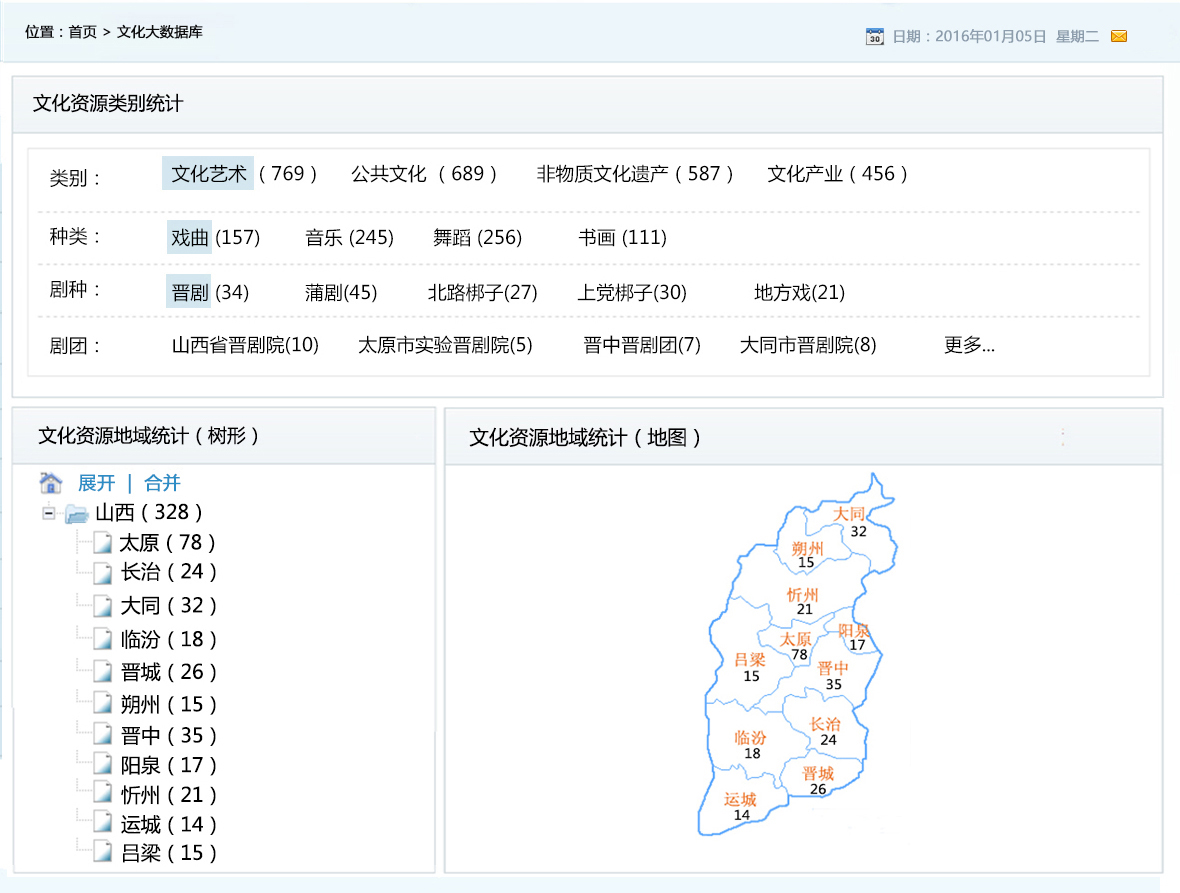 位置：首页 > 文化大数据库
30 日期：2016年01月05日 星期二
文化资源类别统计
类别： 文化艺术 ( 769 ) 公共文化 ( 689 ) 非物质文化遗产 ( 587 ) 文化产业 ( 456 )
种类： 戏曲 (157) 音乐 (245) 舞蹈 (256) 书画 (111)
剧种： 晋剧 (34) 蒲剧(45) 北路梆子(27) 上党梆子(30) 地方戏(21)
剧团： 山西省晋剧院(10) 太原市实验晋剧院(5) 晋中晋剧团(7) 大同市晋剧院(8) 更多...
文化资源地域统计 ( 树形 )
展开 | 合并
山西 ( 328 )
太原 ( 78 )
长治 ( 24 )
大同 ( 32 )
临汾 ( 18 )
晋城 ( 26 )
朔州 ( 15 )
晋中 ( 35 )
阳泉 ( 17 )
忻州 ( 21 )
运城 ( 14 )
吕梁 ( 15 )
文化资源地域统计 ( 地图 )
大同
32
朔州
15
忻州
21
阳泉
17
太原
78
吕梁
15
晋中
35
长治
24
临汾
18
晋城
26
运城
14